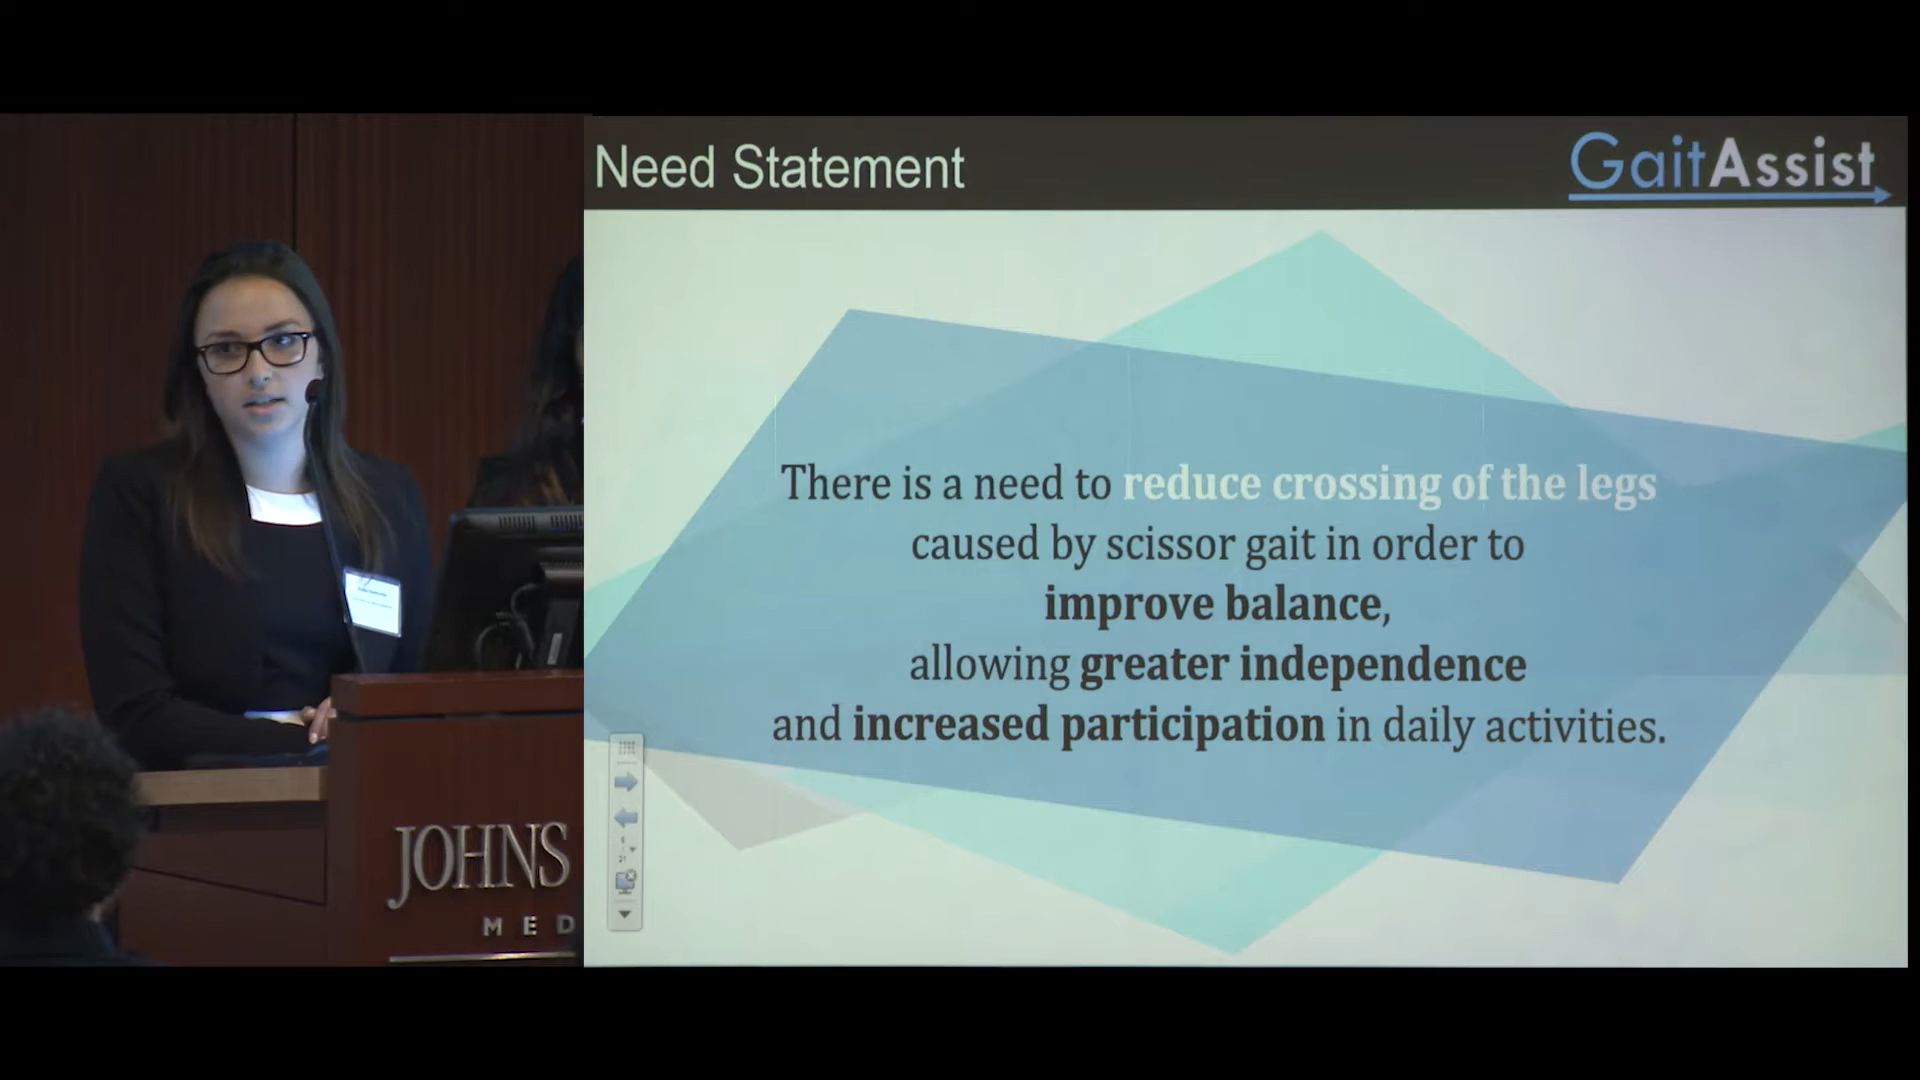 Need Statement
GaitAssist
There is a need to reduce crossing of the legs
caused by scissor gait in order to
improve balance,
allowing greater independence
and increased participation in daily activities.
JOHNS
MED
21